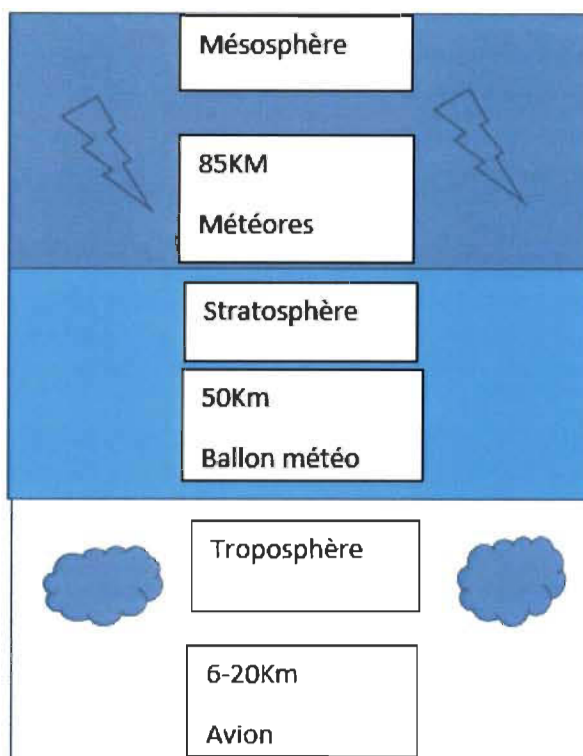 Mésosphère
85KM
Météores
Stratosphère
50Km
Ballon météo
Troposphère
6-20Km
Avion